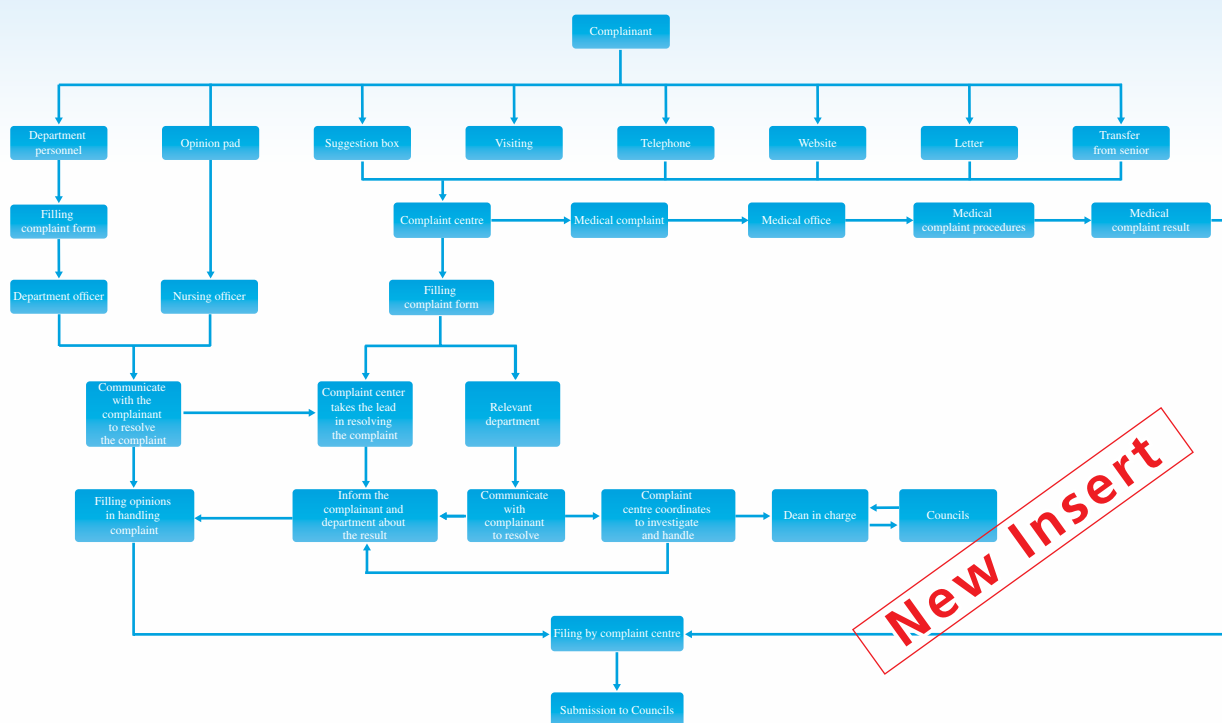 Complainant
Department
personnel
Opinion pad
Suggestion box
Visiting
Telephone
Website
Letter
Transfer
from senior
Filling
complaint form
Complaint centre
Medical complaint
Medical office
Medical
complaint procedures
Medical
complaint result
Department officer
Nursing officer
Filling
complaint form
Communicate
with the
complainant
to resolve
the complaint
Complaint center
takes the lead
in resolving
the complaint
Relevant
department
Filling opinions
in handling
complaint
Inform the
complainant and
department about
the result
Communicate
with
complainant
to resolve
Complaint
centre coordinates
to investigate
and handle
Dean in charge
Councils
New Insert
Filing by complaint centre
Submission to Councils